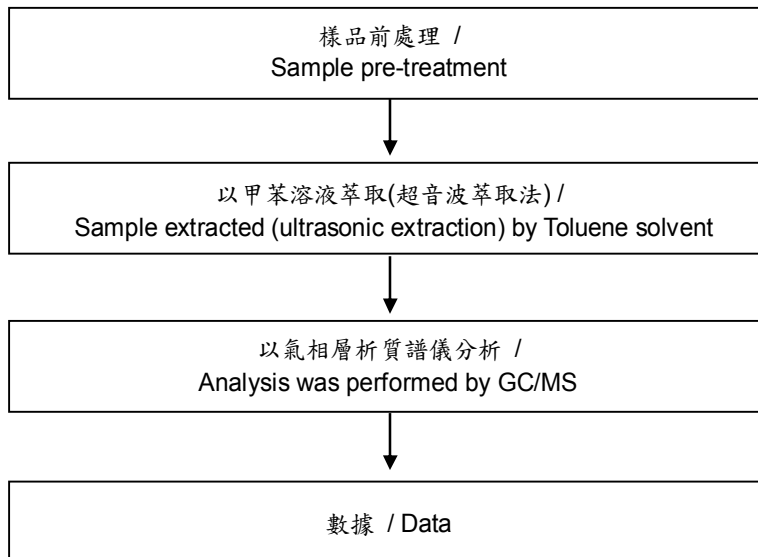 樣品前處理 /
Sample pre-treatment
以甲苯溶液萃取(超音波萃取法) /
Sample extracted (ultrasonic extraction) by Toluene solvent
以氣相層析質譜儀分析 /
Analysis was performed by GC/MS
數據 / Data